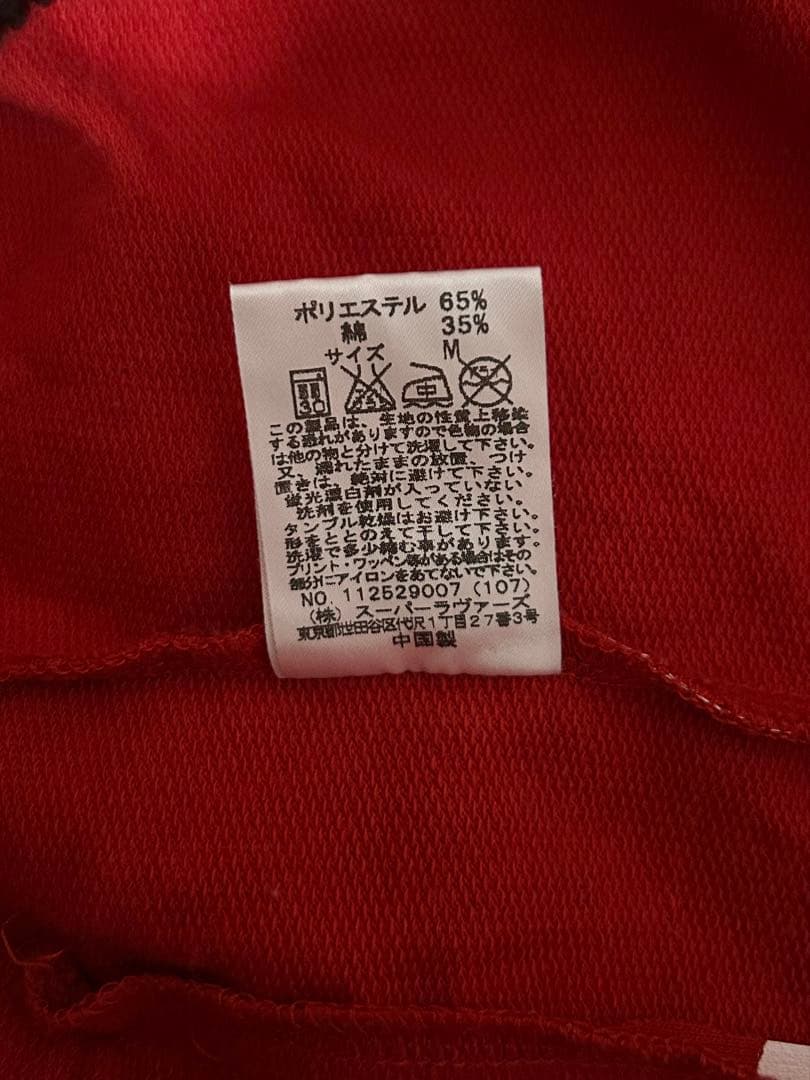 ポリエステル 65%
綿 35%
サイズ M
30
中
この製品は、生地の性質上移染
する恐れがありますので色物の場合
は他の物と分けて洗濯して下さい。
又、濡れたままの放置、つけ
置きは、絶対に避けて下さい。
蛍光漂白剤が入っていない
洗剤を使用してください。
タンブル乾燥はお避け下さい。
形をととのえて干して下さい。
洗濯で多少縮む事があります。
プリント・ワッペン等がある場合はその
部分にアイロンをあてないで下さい。
NO. 112529007 (107)
(株) スーパーラヴァーズ
東京都世田谷区代沢1丁目27番3号
中国製